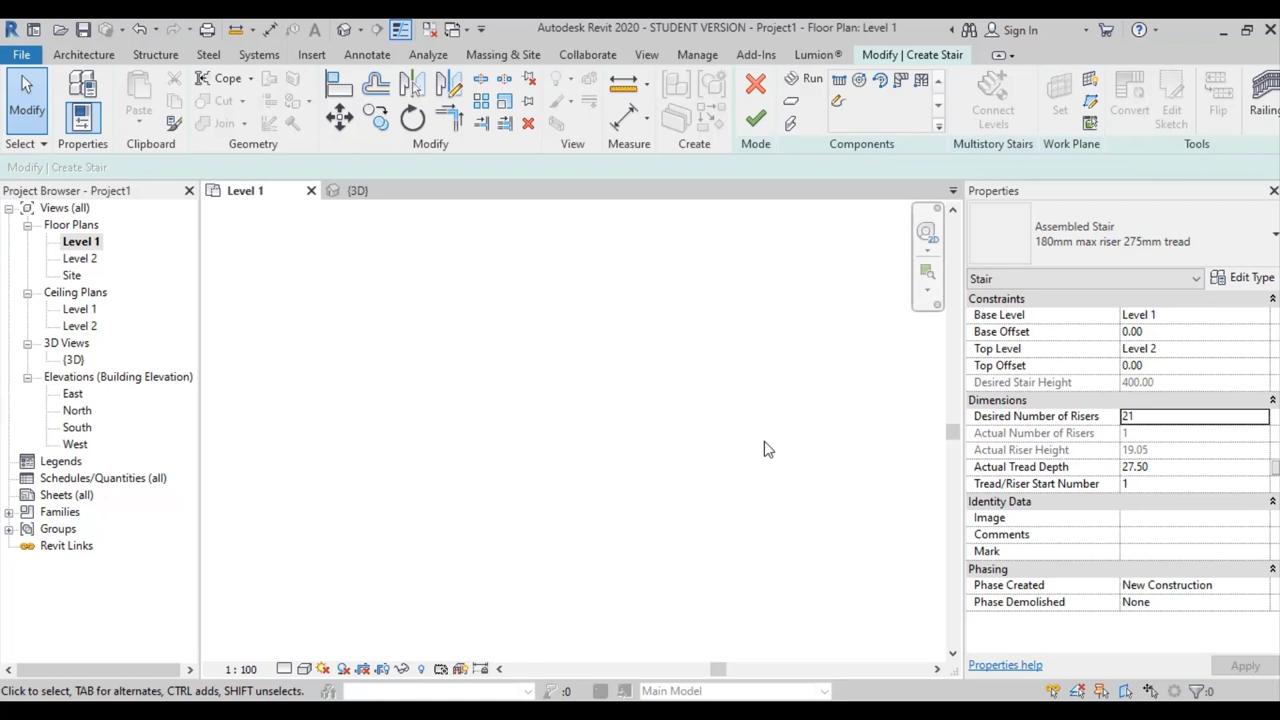 Autodesk Revit 2020 - STUDENT VERSION - Project1 - Floor Plan: Level 1
Sign In
File Architecture Structure Steel Systems Insert Annotate Analyze Massing & Site Collaborate View Manage Add-Ins Lumion® Modify | Create Stair
Modify
Paste
Cope
Cut
Join
Run
Connect Levels
Set
Convert
Edit Sketch
Flip
Railing
Select Properties Clipboard Geometry Modify View Measure Create Mode Components Multistory Stairs Work Plane Tools
Modify | Create Stair
Project Browser - Project1
Views (all)
Floor Plans
Level 1
Level 2
Site
Ceiling Plans
Level 1
Level 2
3D Views
{3D}
Elevations (Building Elevation)
East
North
South
West
Legends
Schedules/Quantities (all)
Sheets (all)
Families
Groups
Revit Links
Level 1
{3D}
2D
Properties
Assembled Stair
180mm max riser 275mm tread
Stair
Edit Type
Constraints
Base Level Level 1
Base Offset 0.00
Top Level Level 2
Top Offset 0.00
Desired Stair Height 400.00
Dimensions
Desired Number of Risers 21
Actual Number of Risers 1
Actual Riser Height 19.05
Actual Tread Depth 27.50
Tread/Riser Start Number 1
Identity Data
Image
Comments
Mark
Phasing
Phase Created New Construction
Phase Demolished None
Properties help
Apply
1 : 100
Click to select, TAB for alternates, CTRL adds, SHIFT unselects.
:0
Main Model
:0